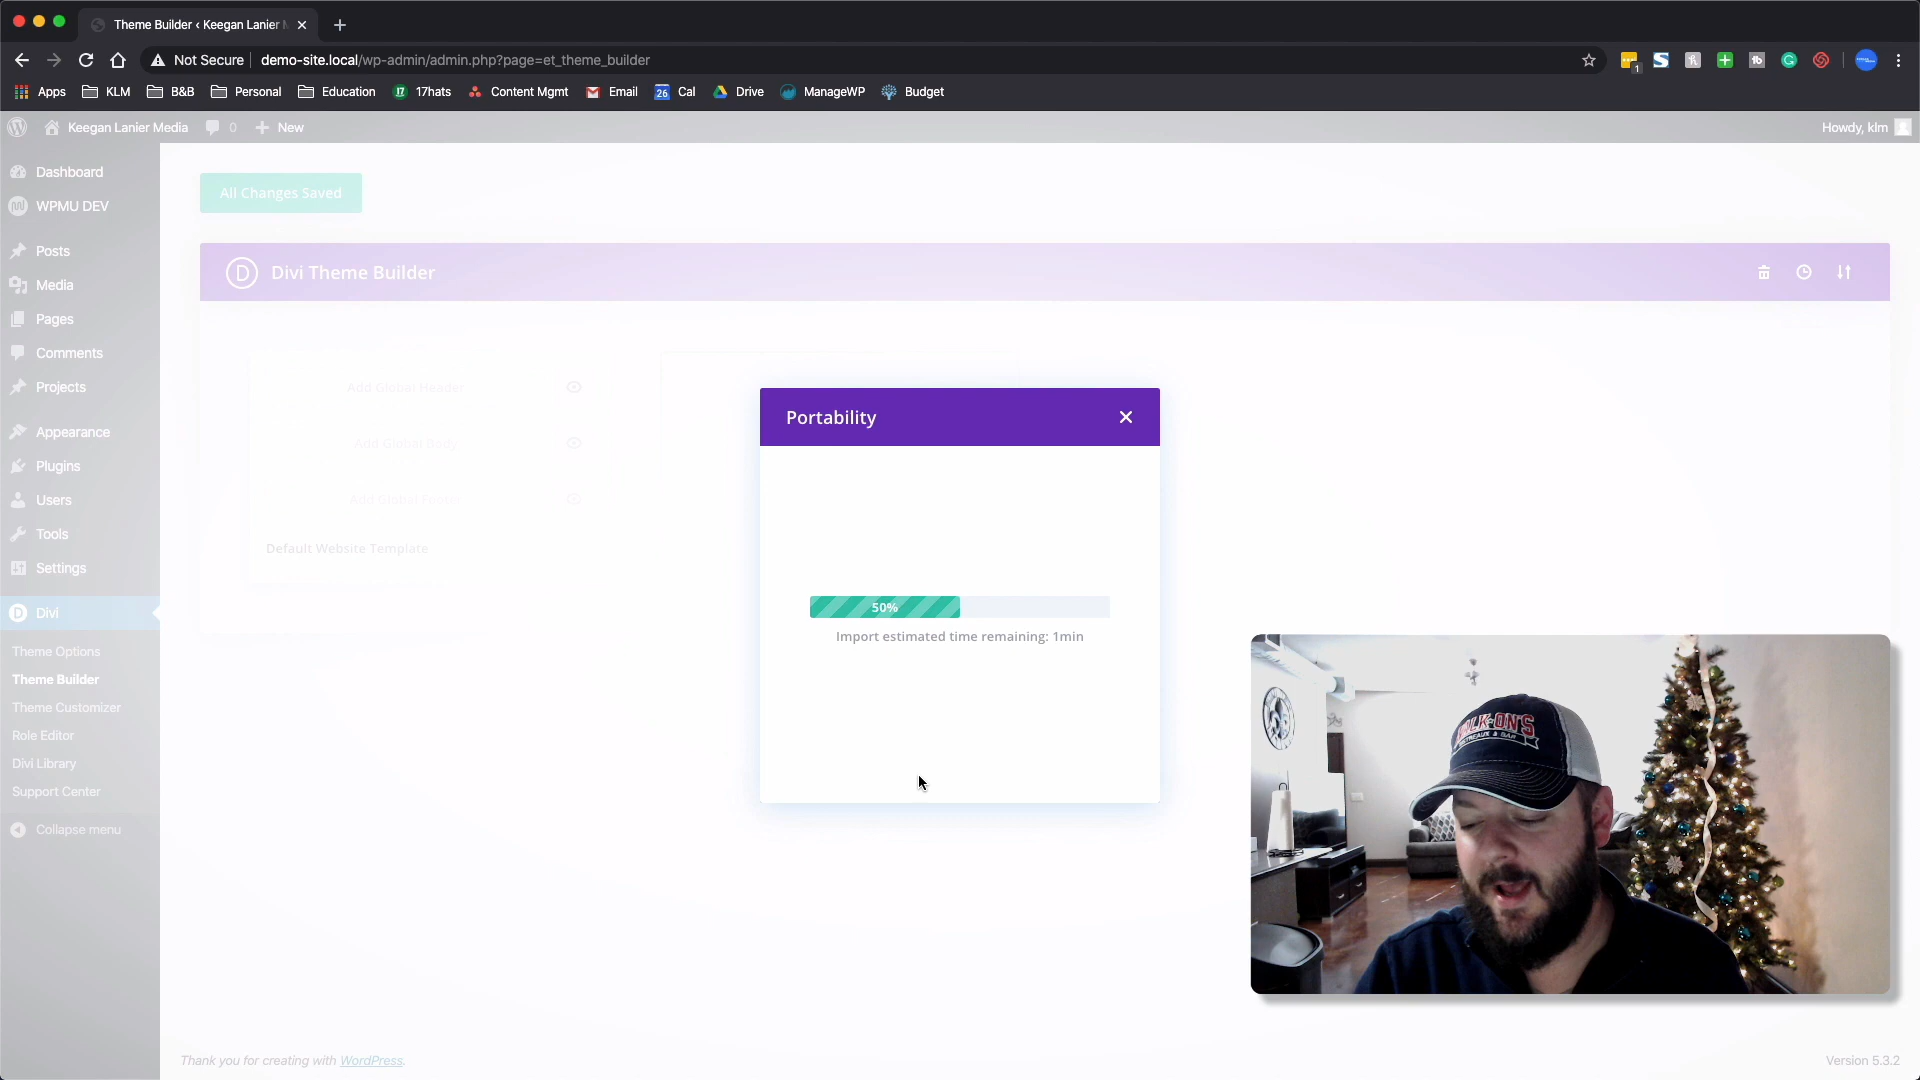 Theme Builder ‹ Keegan Lanier
Not Secure
demo-site.local/wp-admin/admin.php?page=et_theme_builder
1
Apps
KLM
B&B
Personal
Education
17
17hats
Content Mgmt
Email
26
Cal
Drive
ManageWP
Budget
Keegan Lanier Media
0
New
Howdy, klm
Dashboard
WPMU DEV
Posts
Media
Pages
Comments
Projects
Appearance
Plugins
Users
Tools
Settings
Divi
Theme Options
Theme Builder
Theme Customizer
Role Editor
Divi Library
Support Center
Collapse menu
All Changes Saved
D
Divi Theme Builder
Add Global Header
Add Global Body
Add Global Footer
Default Website Template
Portability
50%
Import estimated time remaining: 1min
Thank you for creating with WordPress.
Version 5.3.2